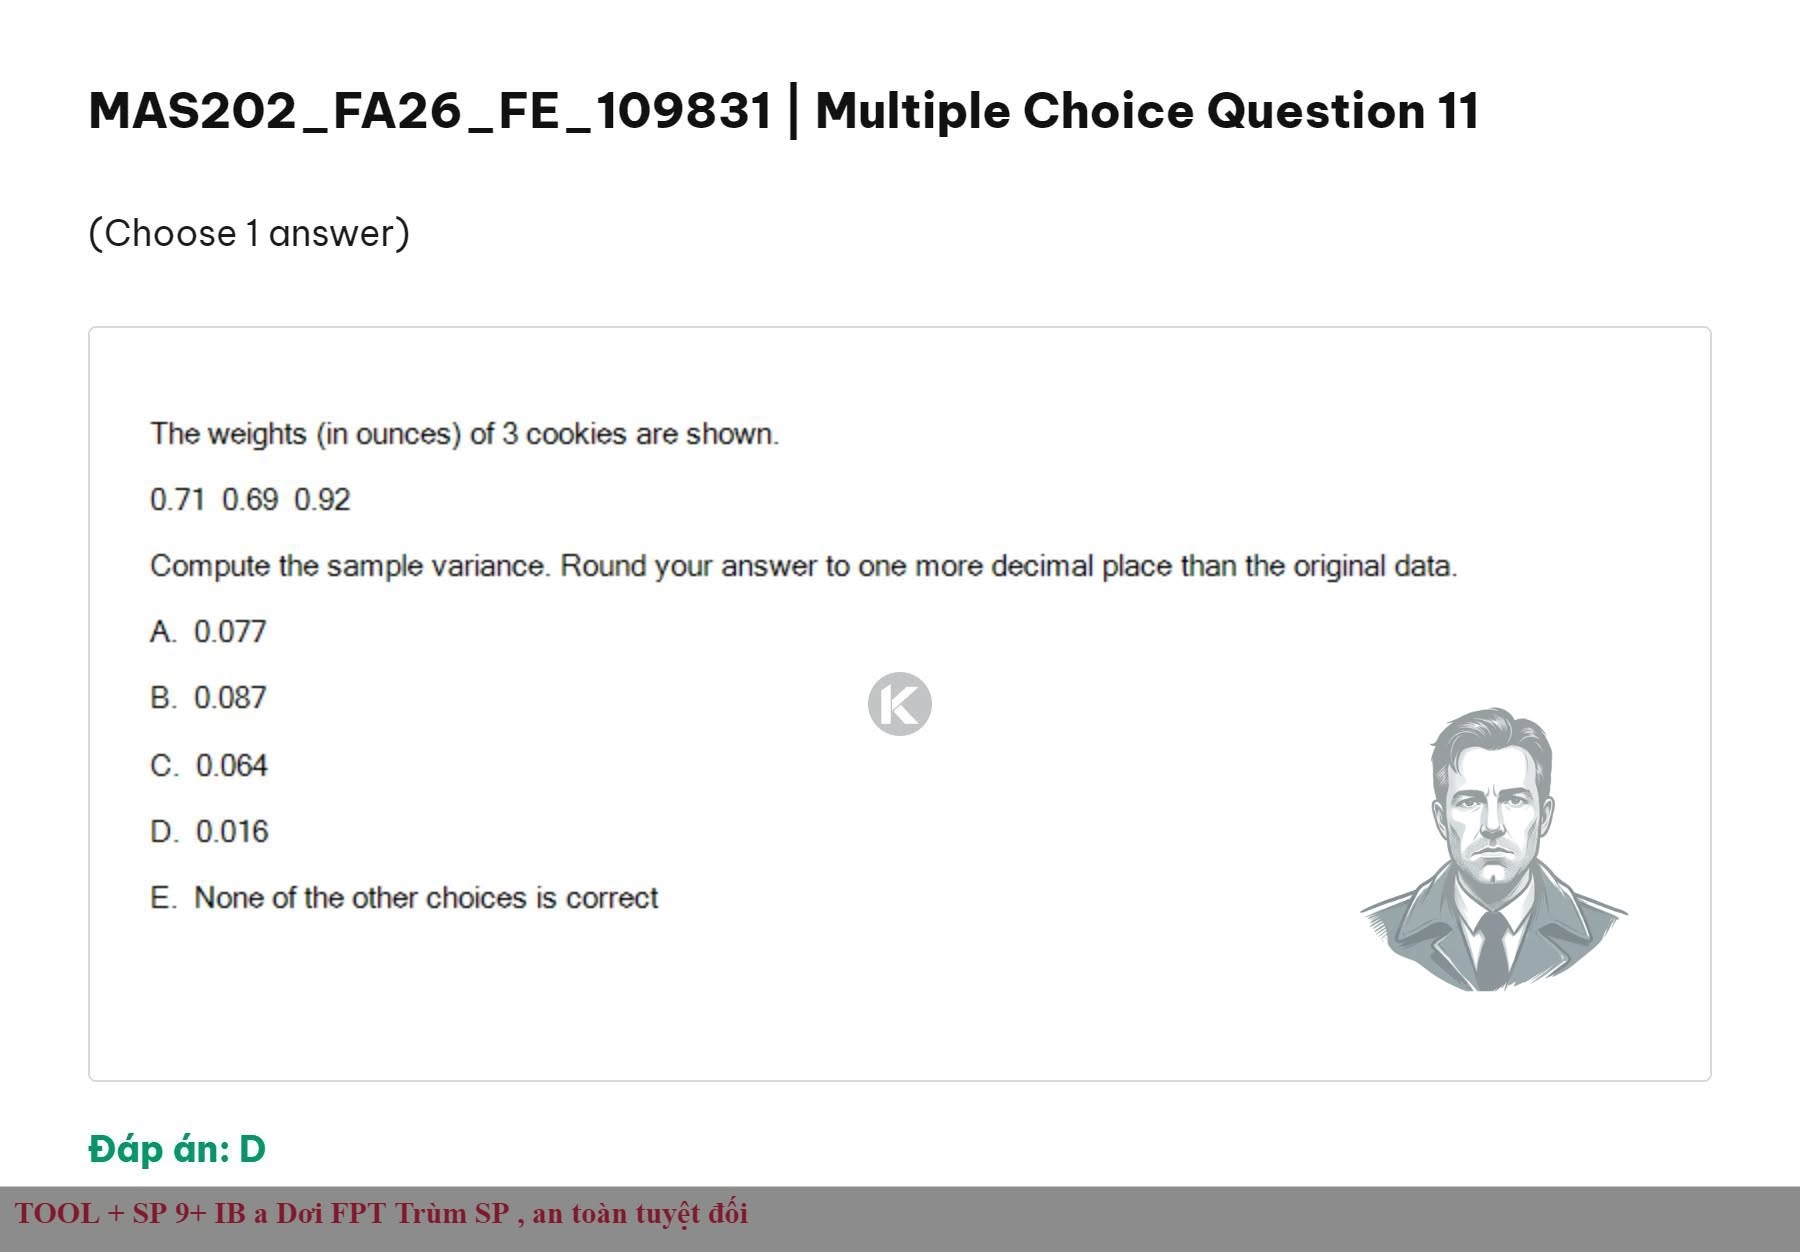 MAS202_FA26_FE_109831 | Multiple Choice Question 11
(Choose 1 answer)
The weights (in ounces) of 3 cookies are shown.
0.71 0.69 0.92
Compute the sample variance. Round your answer to one more decimal place than the original data.
A. 0.077
B. 0.087
C. 0.064
D. 0.016
E. None of the other choices is correct
K
Đáp án: D
TOOL + SP 9+ IB a Dơi FPT Trùm SP , an toàn tuyệt đối